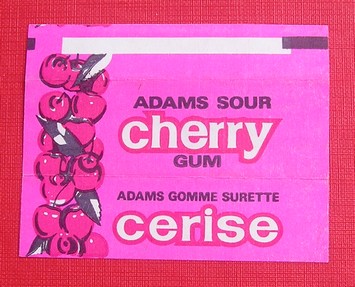 ADAMS SOUR
cherry
GUM
ADAMS GOMME SURETTE
cerise